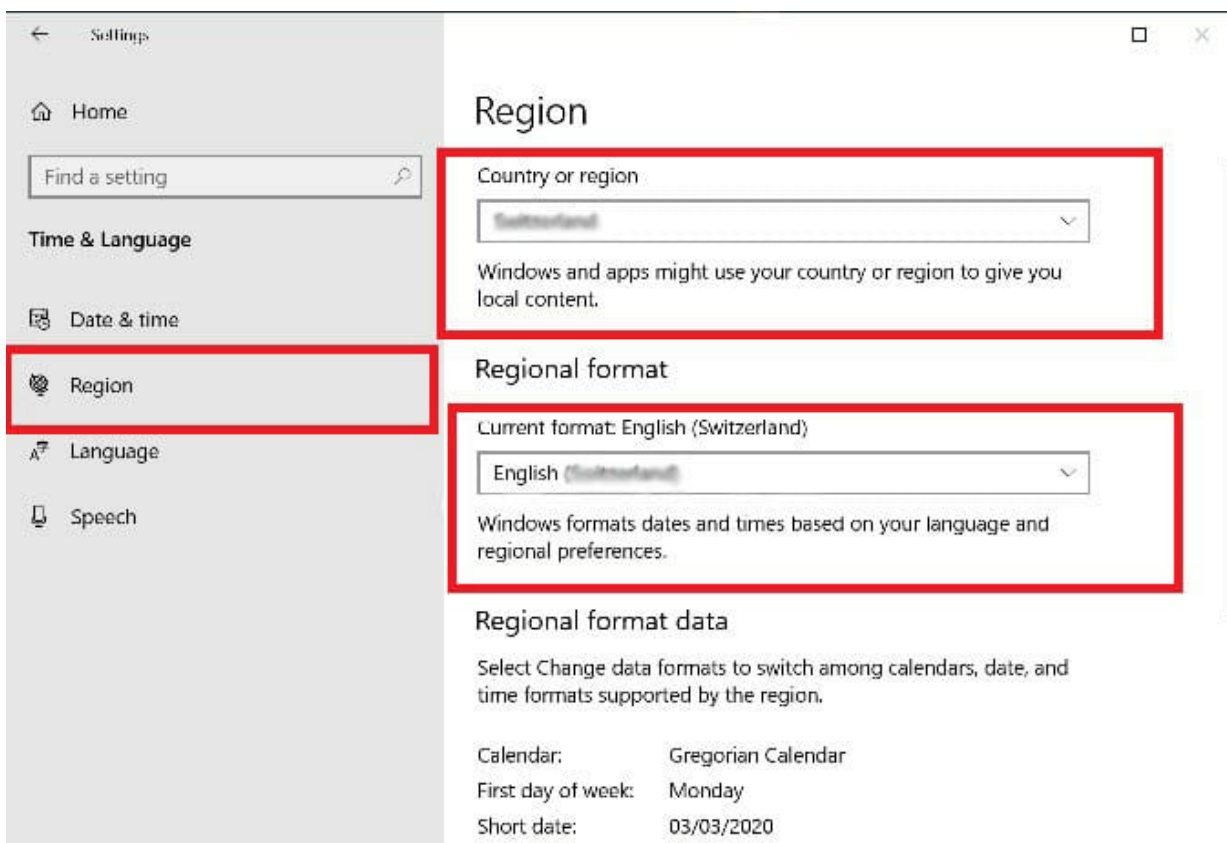 Settings
Home
Find a setting
Time & Language
Date & time
Region
Language
Speech
Region
Country or region
Switzerland
Windows and apps might use your country or region to give you
local content.
Regional format
Current format: English (Switzerland)
English (Switzerland)
Windows formats dates and times based on your language and
regional preferences.
Regional format data
Select Change data formats to switch among calendars, date, and
time formats supported by the region.
Calendar: Gregorian Calendar
First day of week: Monday
Short date: 03/03/2020